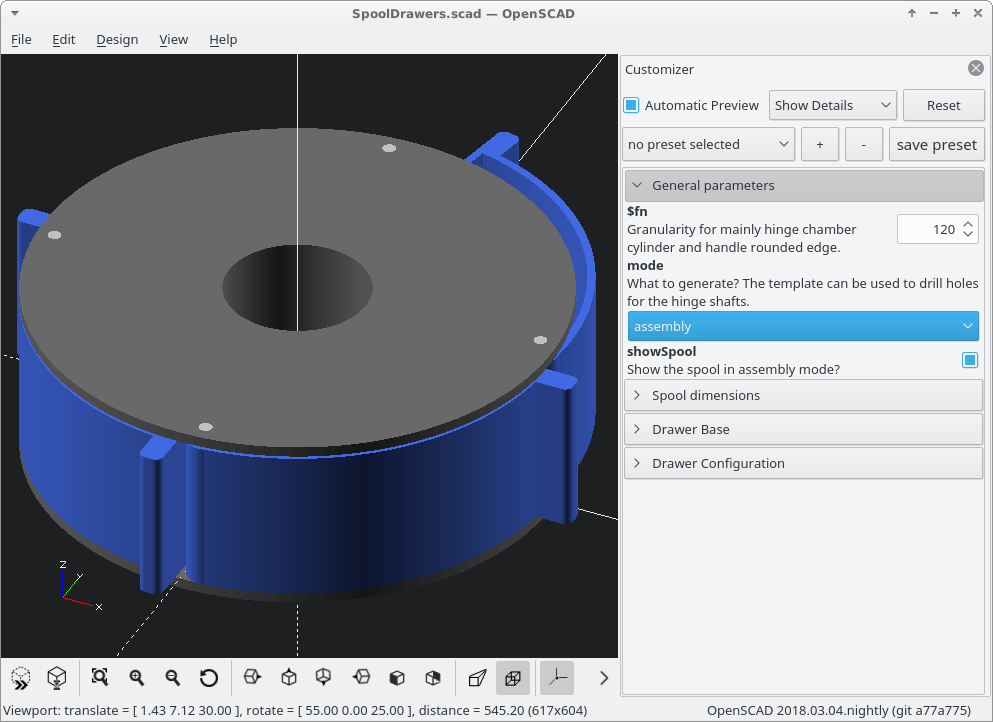 SpoolDrawers.scad — OpenSCAD
File Edit Design View Help
Customizer
Automatic Preview Show Details Reset
no preset selected + - save preset
General parameters
$fn
Granularity for mainly hinge chamber
cylinder and handle rounded edge.
120
mode
What to generate? The template can be used to drill holes
for the hinge shafts.
assembly
showSpool
Show the spool in assembly mode?
Spool dimensions
Drawer Base
Drawer Configuration
Z
Y
X
Viewport: translate = [ 1.43 7.12 30.00 ], rotate = [ 55.00 0.00 25.00 ], distance = 545.20 (617x604)
OpenSCAD 2018.03.04.nightly (git a77a775)